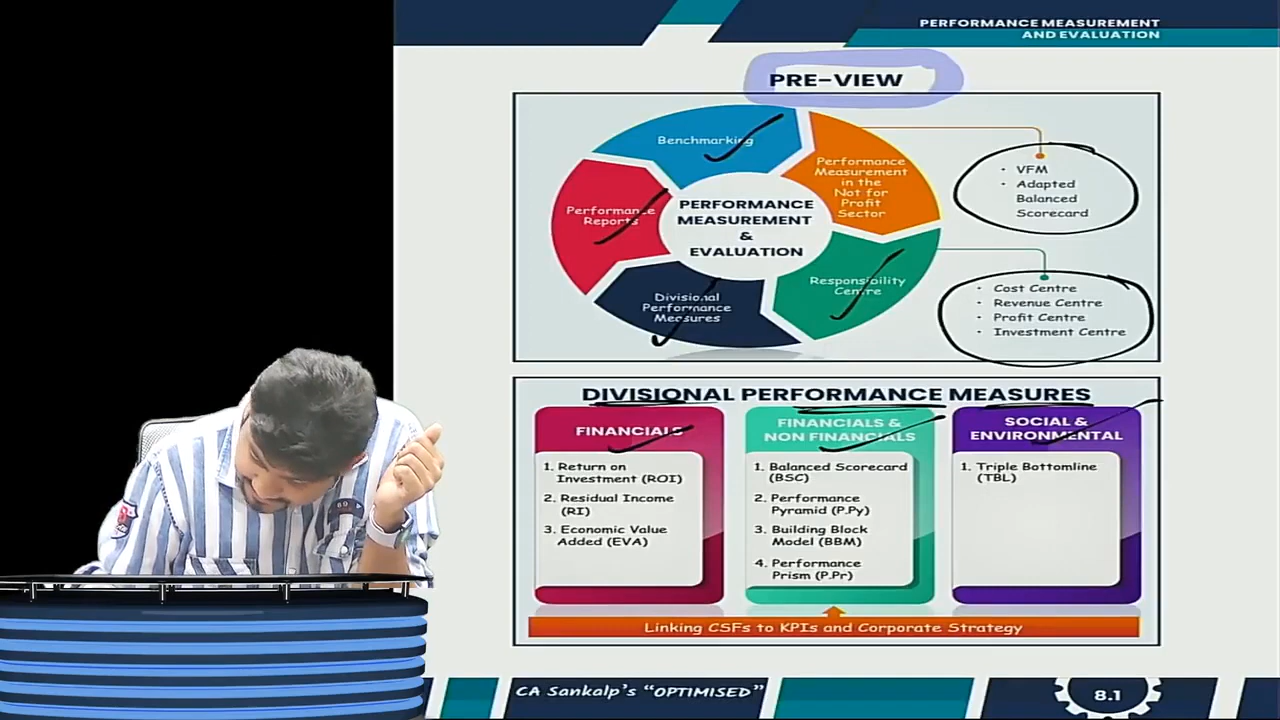 PERFORMANCE MEASUREMENT
AND EVALUATION
PRE-VIEW
Benchmarking
Performance
Measurement
in the
Not for
Profit
Sector
• VFM
• Adapted
Balanced
Scorecard
Performance
Reports
PERFORMANCE
MEASUREMENT
&
EVALUATION
Responsibility
Centre
• Cost Centre
• Revenue Centre
• Profit Centre
• Investment Centre
Divisional
Performance
Measures
DIVISIONAL PERFORMANCE MEASURES
FINANCIALS
1. Return on
Investment (ROI)
2. Residual Income
(RI)
3. Economic Value
Added (EVA)
FINANCIALS &
NON FINANCIALS
1. Balanced Scorecard
(BSC)
2. Performance
Pyramid (P.Py)
3. Building Block
Model (BBM)
4. Performance
Prism (P.Pr)
SOCIAL &
ENVIRONMENTAL
1. Triple Bottomline
(TBL)
Linking CSFs to KPIs and Corporate Strategy
CA Sankalp's "OPTIMISED"
8.1